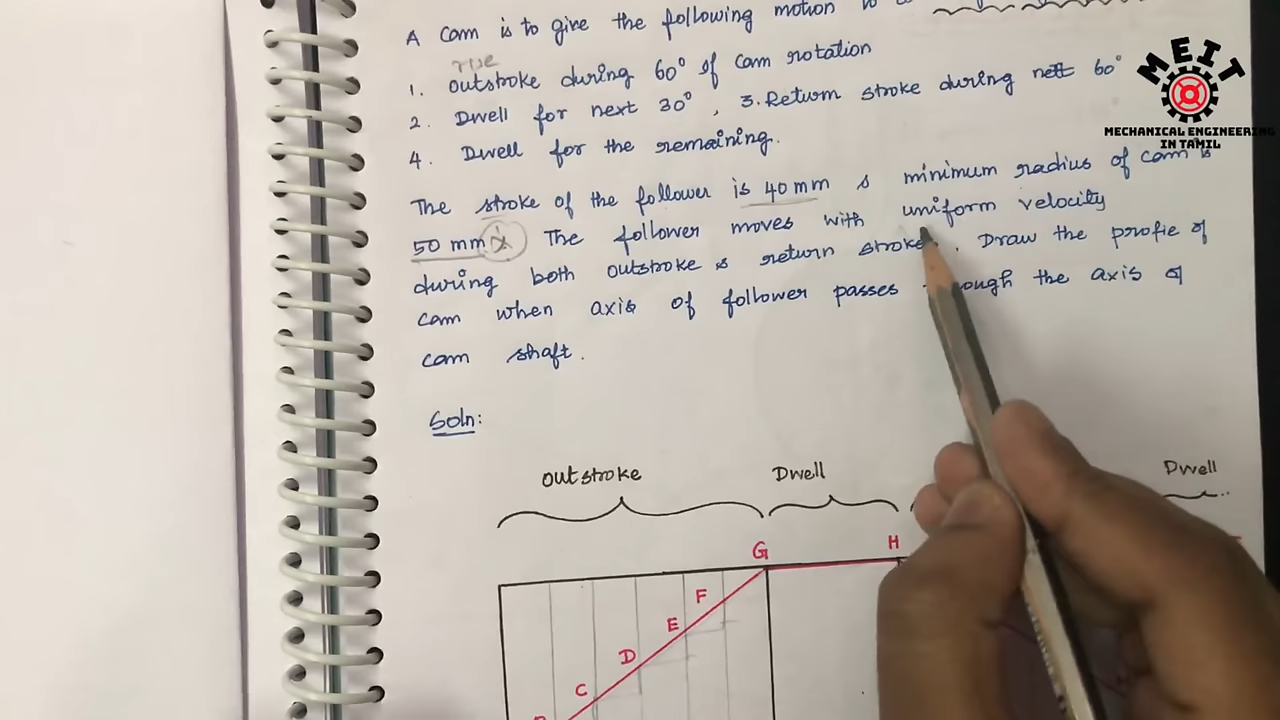 A cam is to give the following motion to a
rise
1. outstroke during 60° of cam rotation
2. Dwell for next 30°, 3. Return stroke during nett 60°
4. Dwell for the remaining.
The stroke of the follower is 40 mm & minimum radius of cam is
50 mm. The follower moves with uniform velocity
during both outstroke & return stroke. Draw the profie of
cam when axis of follower passes through the axis of
cam shaft.
Soln:
outstroke Dwell Dwell
G H
F
E
D
C
B
MEIT
MECHANICAL ENGINEERING
IN TAMIL